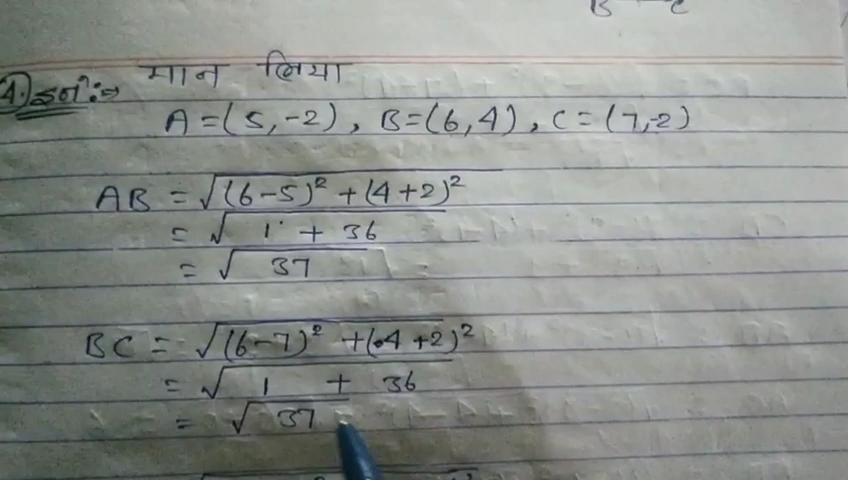 B C
4. हल :→ मान लिया
A = (5, -2), B = (6, 4), C = (7, -2)
AB = √(6-5)² + (4+2)²
= √1 + 36
= √37
BC = √(6-7)² + (4+2)²
= √1 + 36
= √37